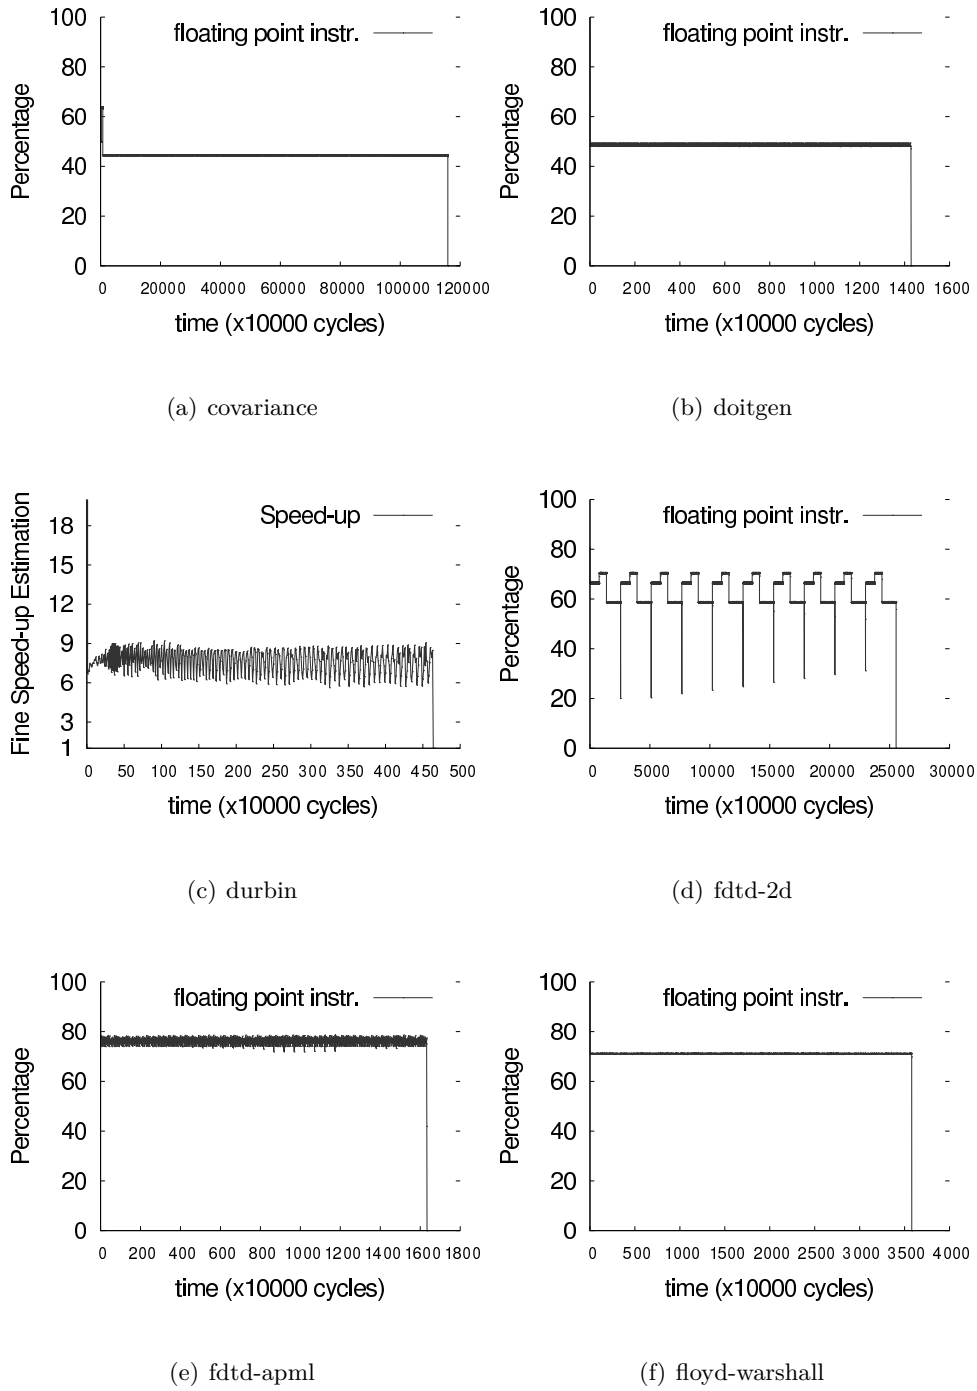 floating point instr.
100
80
60
40
20
0
Percentage
0 20000 40000 60000 80000 100000 120000
time (x10000 cycles)
(a) covariance
floating point instr.
100
80
60
40
20
0
Percentage
0 200 400 600 800 1000 1200 1400 1600
time (x10000 cycles)
(b) doitgen
Speed-up
18
15
12
9
6
3
1
Fine Speed-up Estimation
0 50 100 150 200 250 300 350 400 450 500
time (x10000 cycles)
(c) durbin
floating point instr.
100
80
60
40
20
0
Percentage
0 5000 10000 15000 20000 25000 30000
time (x10000 cycles)
(d) fdtd-2d
floating point instr.
100
80
60
40
20
0
Percentage
0 200 400 600 800 1000 1200 1400 1600 1800
time (x10000 cycles)
(e) fdtd-apml
floating point instr.
100
80
60
40
20
0
Percentage
0 500 1000 1500 2000 2500 3000 3500 4000
time (x10000 cycles)
(f) floyd-warshall